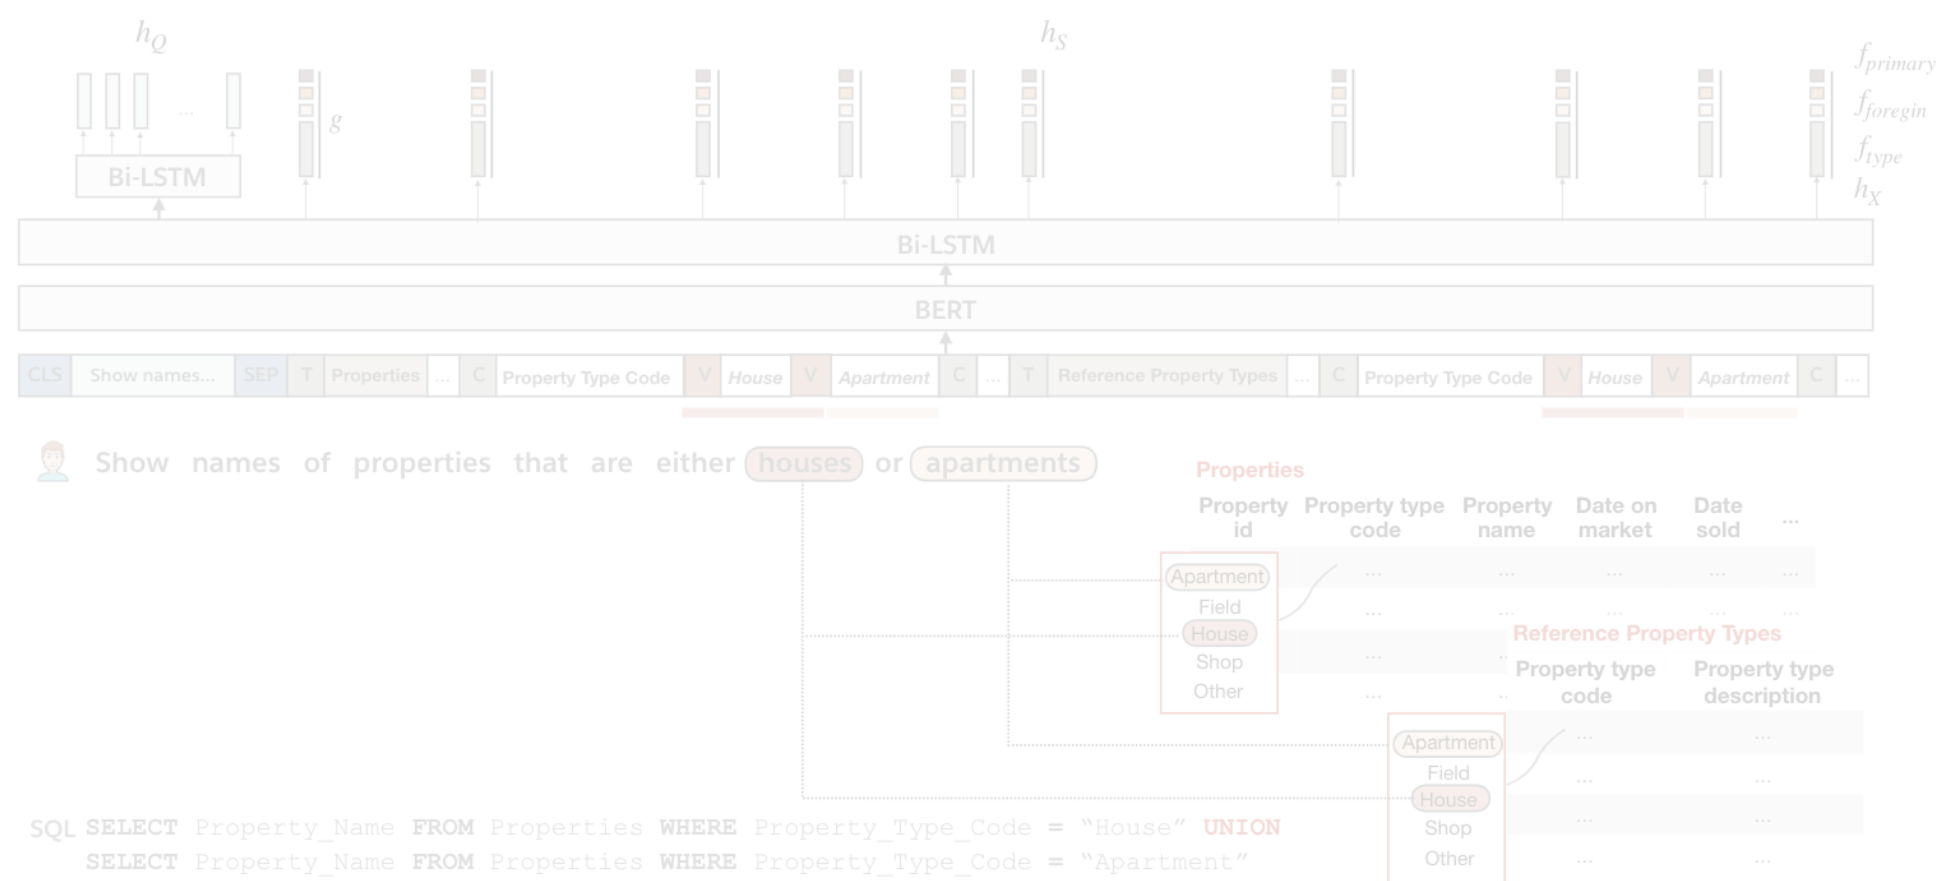 h_Q h_S
f_primary
f_foregin
f_type
h_X
...
g
Bi-LSTM
Bi-LSTM
BERT
CLS Show names... SEP T Properties ... C Property Type Code V House V Apartment C ... T Reference Property Types ... C Property Type Code V House V Apartment C ...
Show names of properties that are either houses or apartments
Properties
Property id Property type code Property name Date on market Date sold ...
Apartment ... ... ... ... ...
Field ... ... ... ... ...
House ...
Shop
Other ...
Reference Property Types
Property type code Property type description
Apartment ... ...
Field ... ...
House ... ...
Shop
Other ... ...
SQL SELECT Property_Name FROM Properties WHERE Property_Type_Code = “House” UNION
SELECT Property_Name FROM Properties WHERE Property_Type_Code = “Apartment”